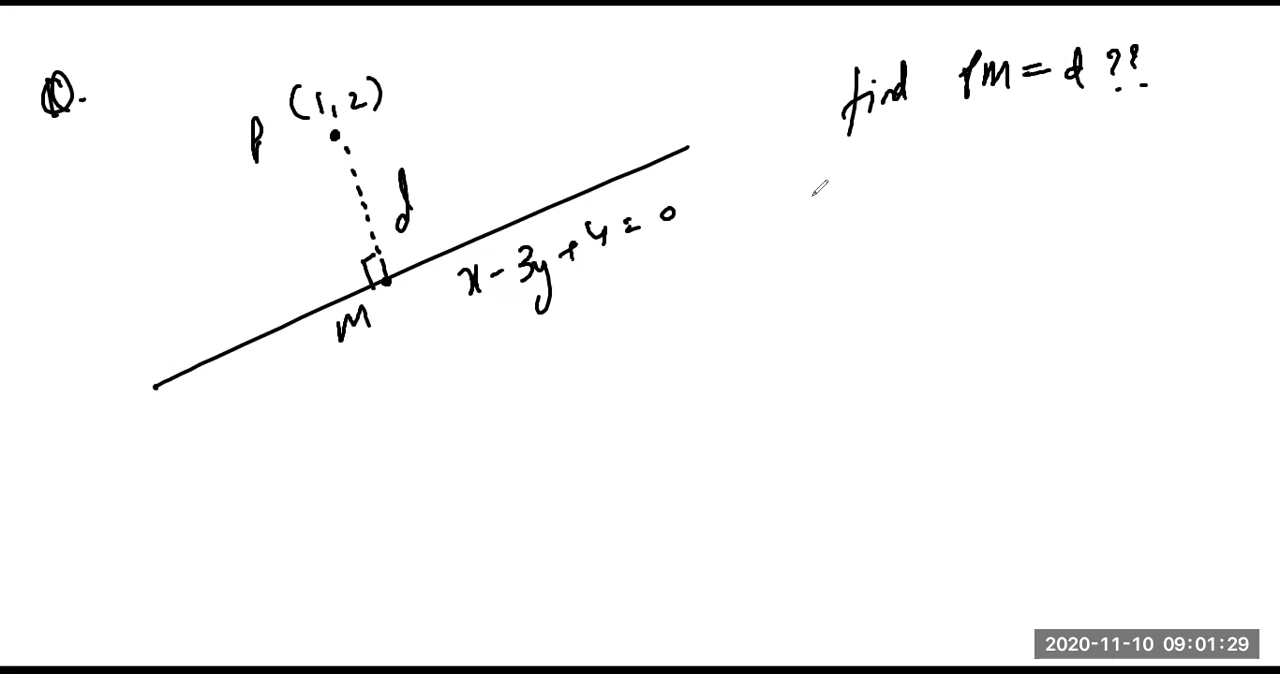 Q.
P (1, 2)
find PM = d ??
d
x - 3y + 4 = 0
M
2020-11-10 09:01:29